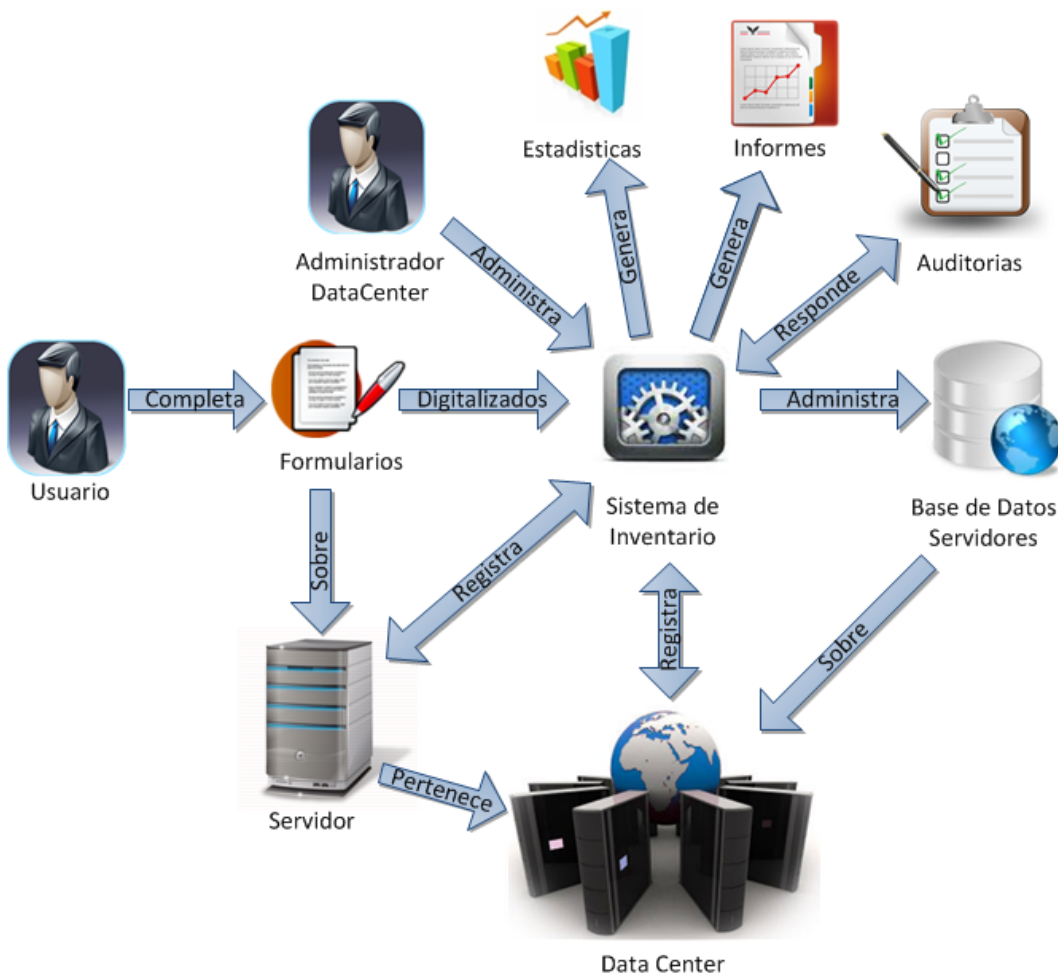 Estadisticas
Informes
Genera
Genera
Administrador
DataCenter
Administra
Auditorias
Responde
Usuario
Completa
Formularios
Digitalizados
Sistema de
Inventario
Administra
Base de Datos
Servidores
Sobre
Registra
Registra
Sobre
Servidor
Pertenece
Data Center